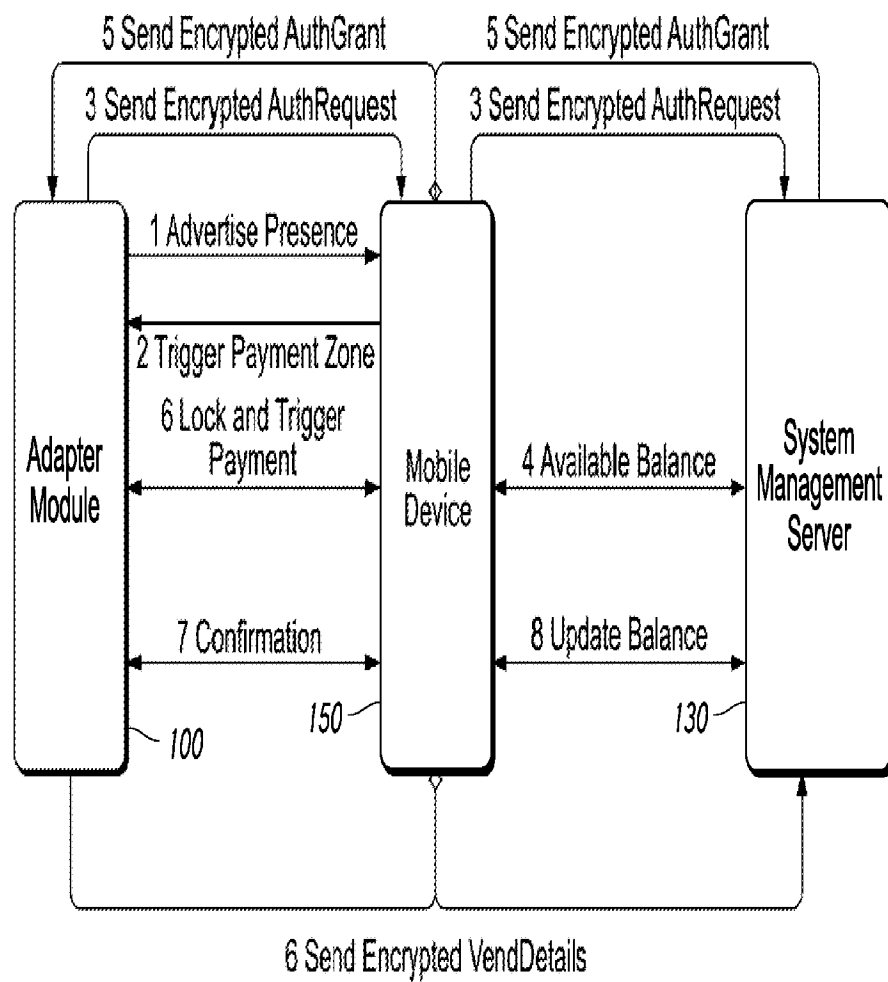 5 Send Encrypted AuthGrant
5 Send Encrypted AuthGrant
3 Send Encrypted AuthRequest
3 Send Encrypted AuthRequest
1 Advertise Presence
2 Trigger Payment Zone
6 Lock and Trigger
Payment
Adapter
Module
Mobile
Device
4 Available Balance
System
Management
Server
7 Confirmation
8 Update Balance
100
150
130
6 Send Encrypted VendDetails